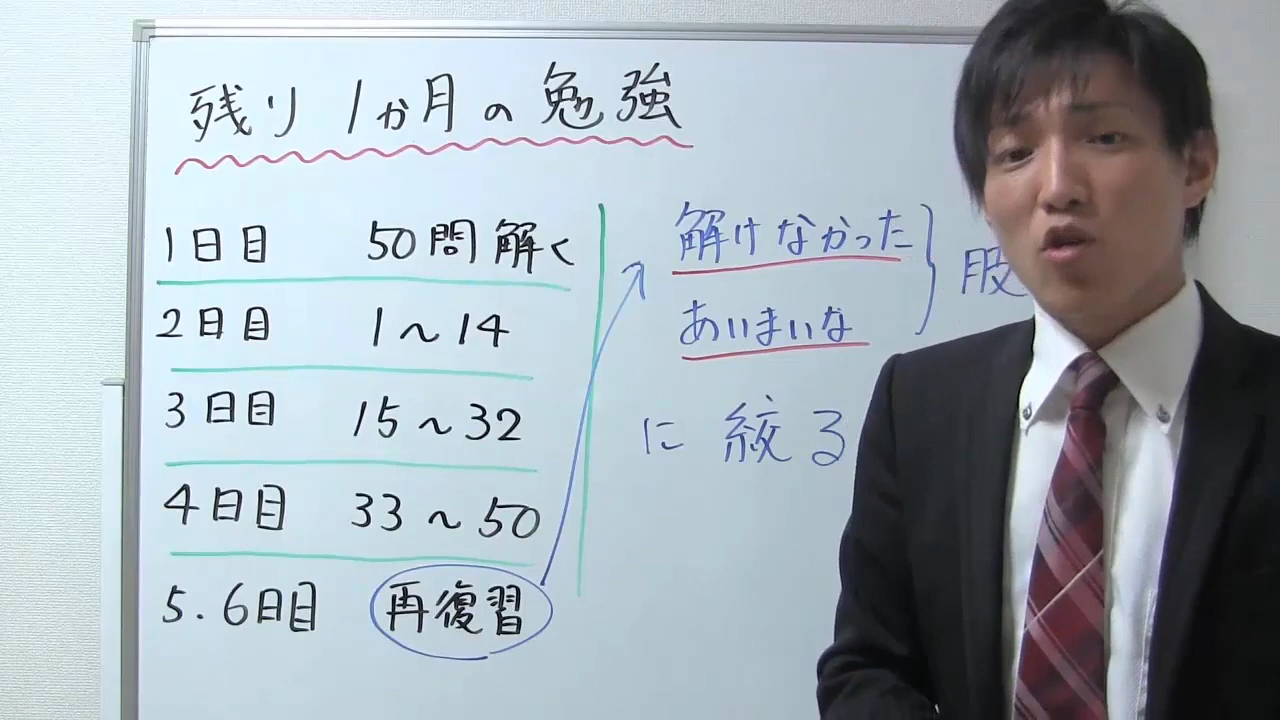 残り1か月の勉強
1日目 50問解く
2日目 1～14
3日目 15～32
4日目 33～50
5.6日目 再復習
解けなかった
あいまいな
肢
に絞る